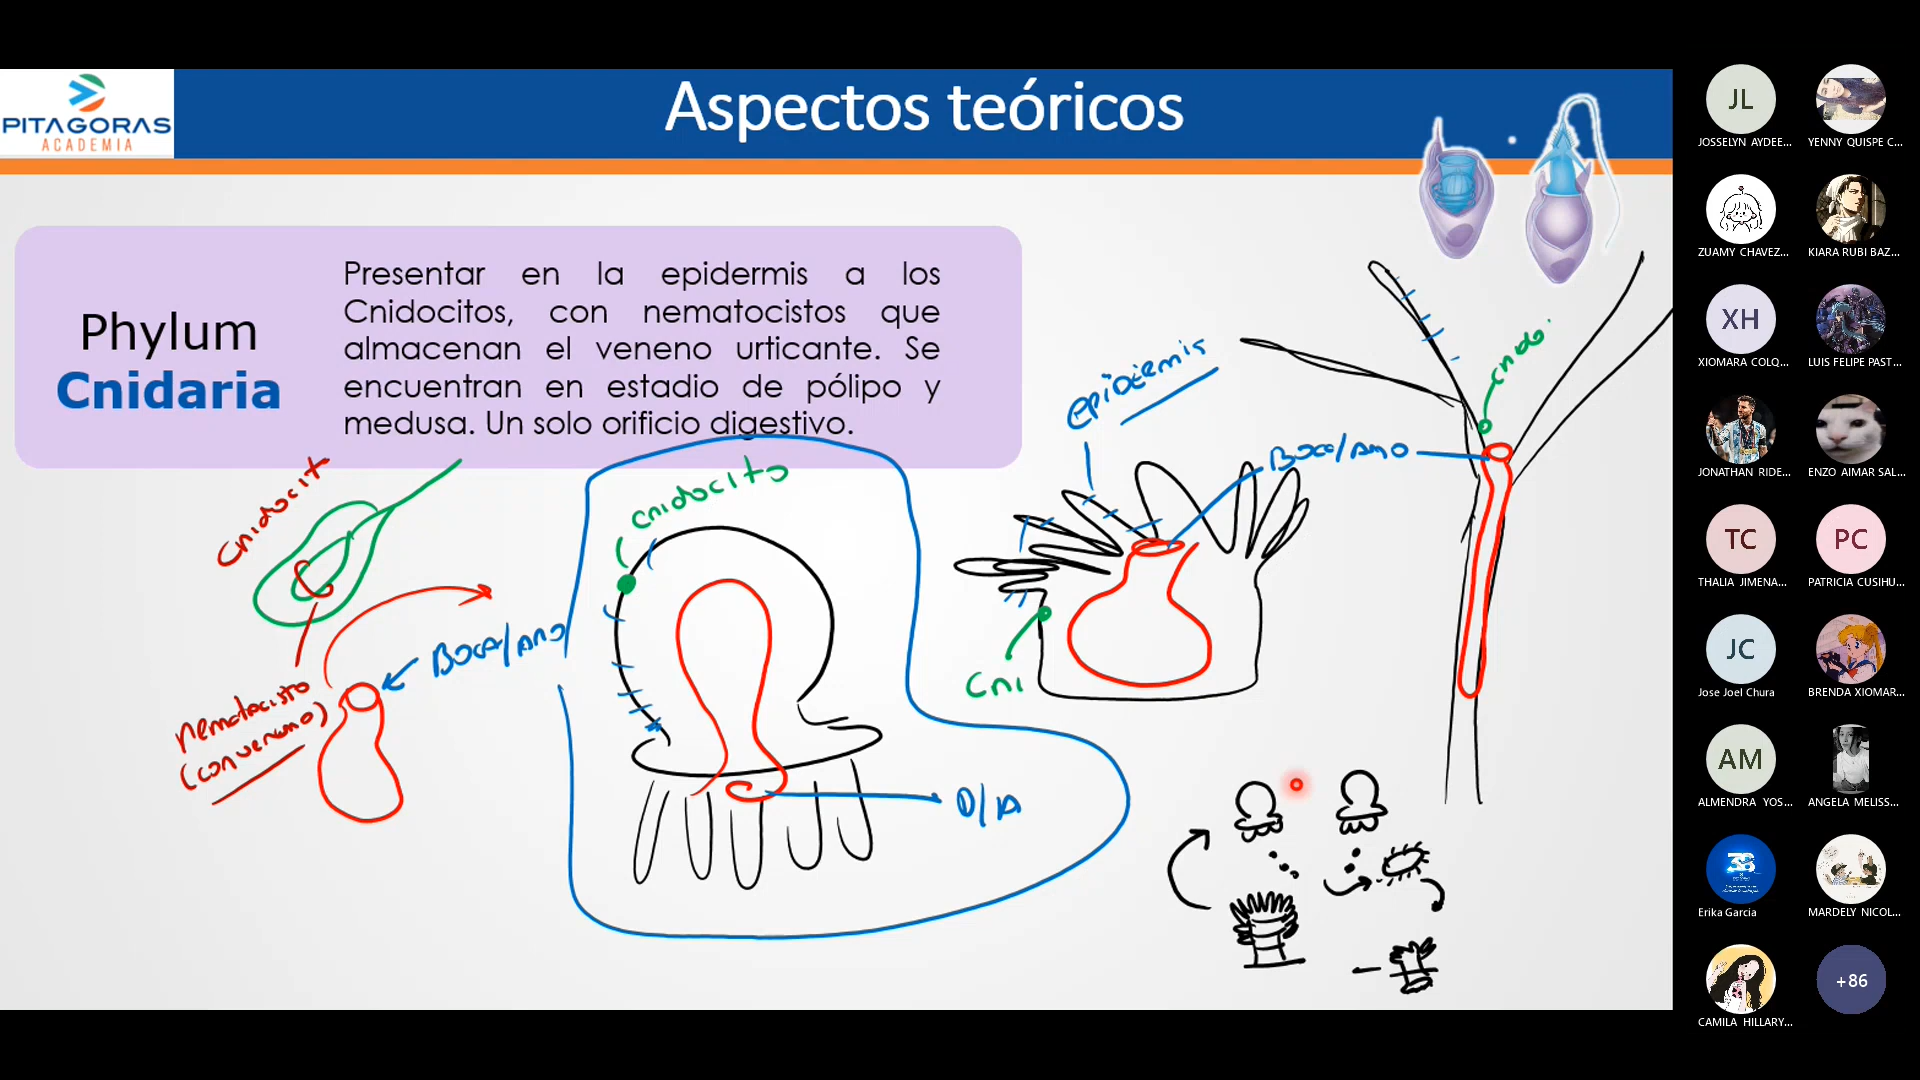 PITAGORAS
ACADEMIA
Aspectos teóricos
Phylum
Cnidaria
Presentar en la epidermis a los
Cnidocitos, con nematocistos que
almacenan el veneno urticante. Se
encuentran en estadio de pólipo y
medusa. Un solo orificio digestivo.
Cnidocit
nematocisto
(con veneno)
Boca/ano
cnidocito
epidermis
Boca/Ano
cnido
Cni
JL
JOSSELYN AYDEE...
YENNY QUISPE C...
ZUAMY CHAVEZ...
KIARA RUBI BAZ...
XH
XIOMARA COLQ...
LUIS FELIPE PAST...
JONATHAN RIDE...
ENZO AIMAR SAL...
TC
THALIA JIMENA...
PC
PATRICIA CUSIHU...
JC
Jose Joel Chura
BRENDA XIOMAR...
AM
ALMENDRA YOS...
ANGELA MELISS...
Erika Garcia
MARDELY NICOL...
CAMILA HILLARY...
+86